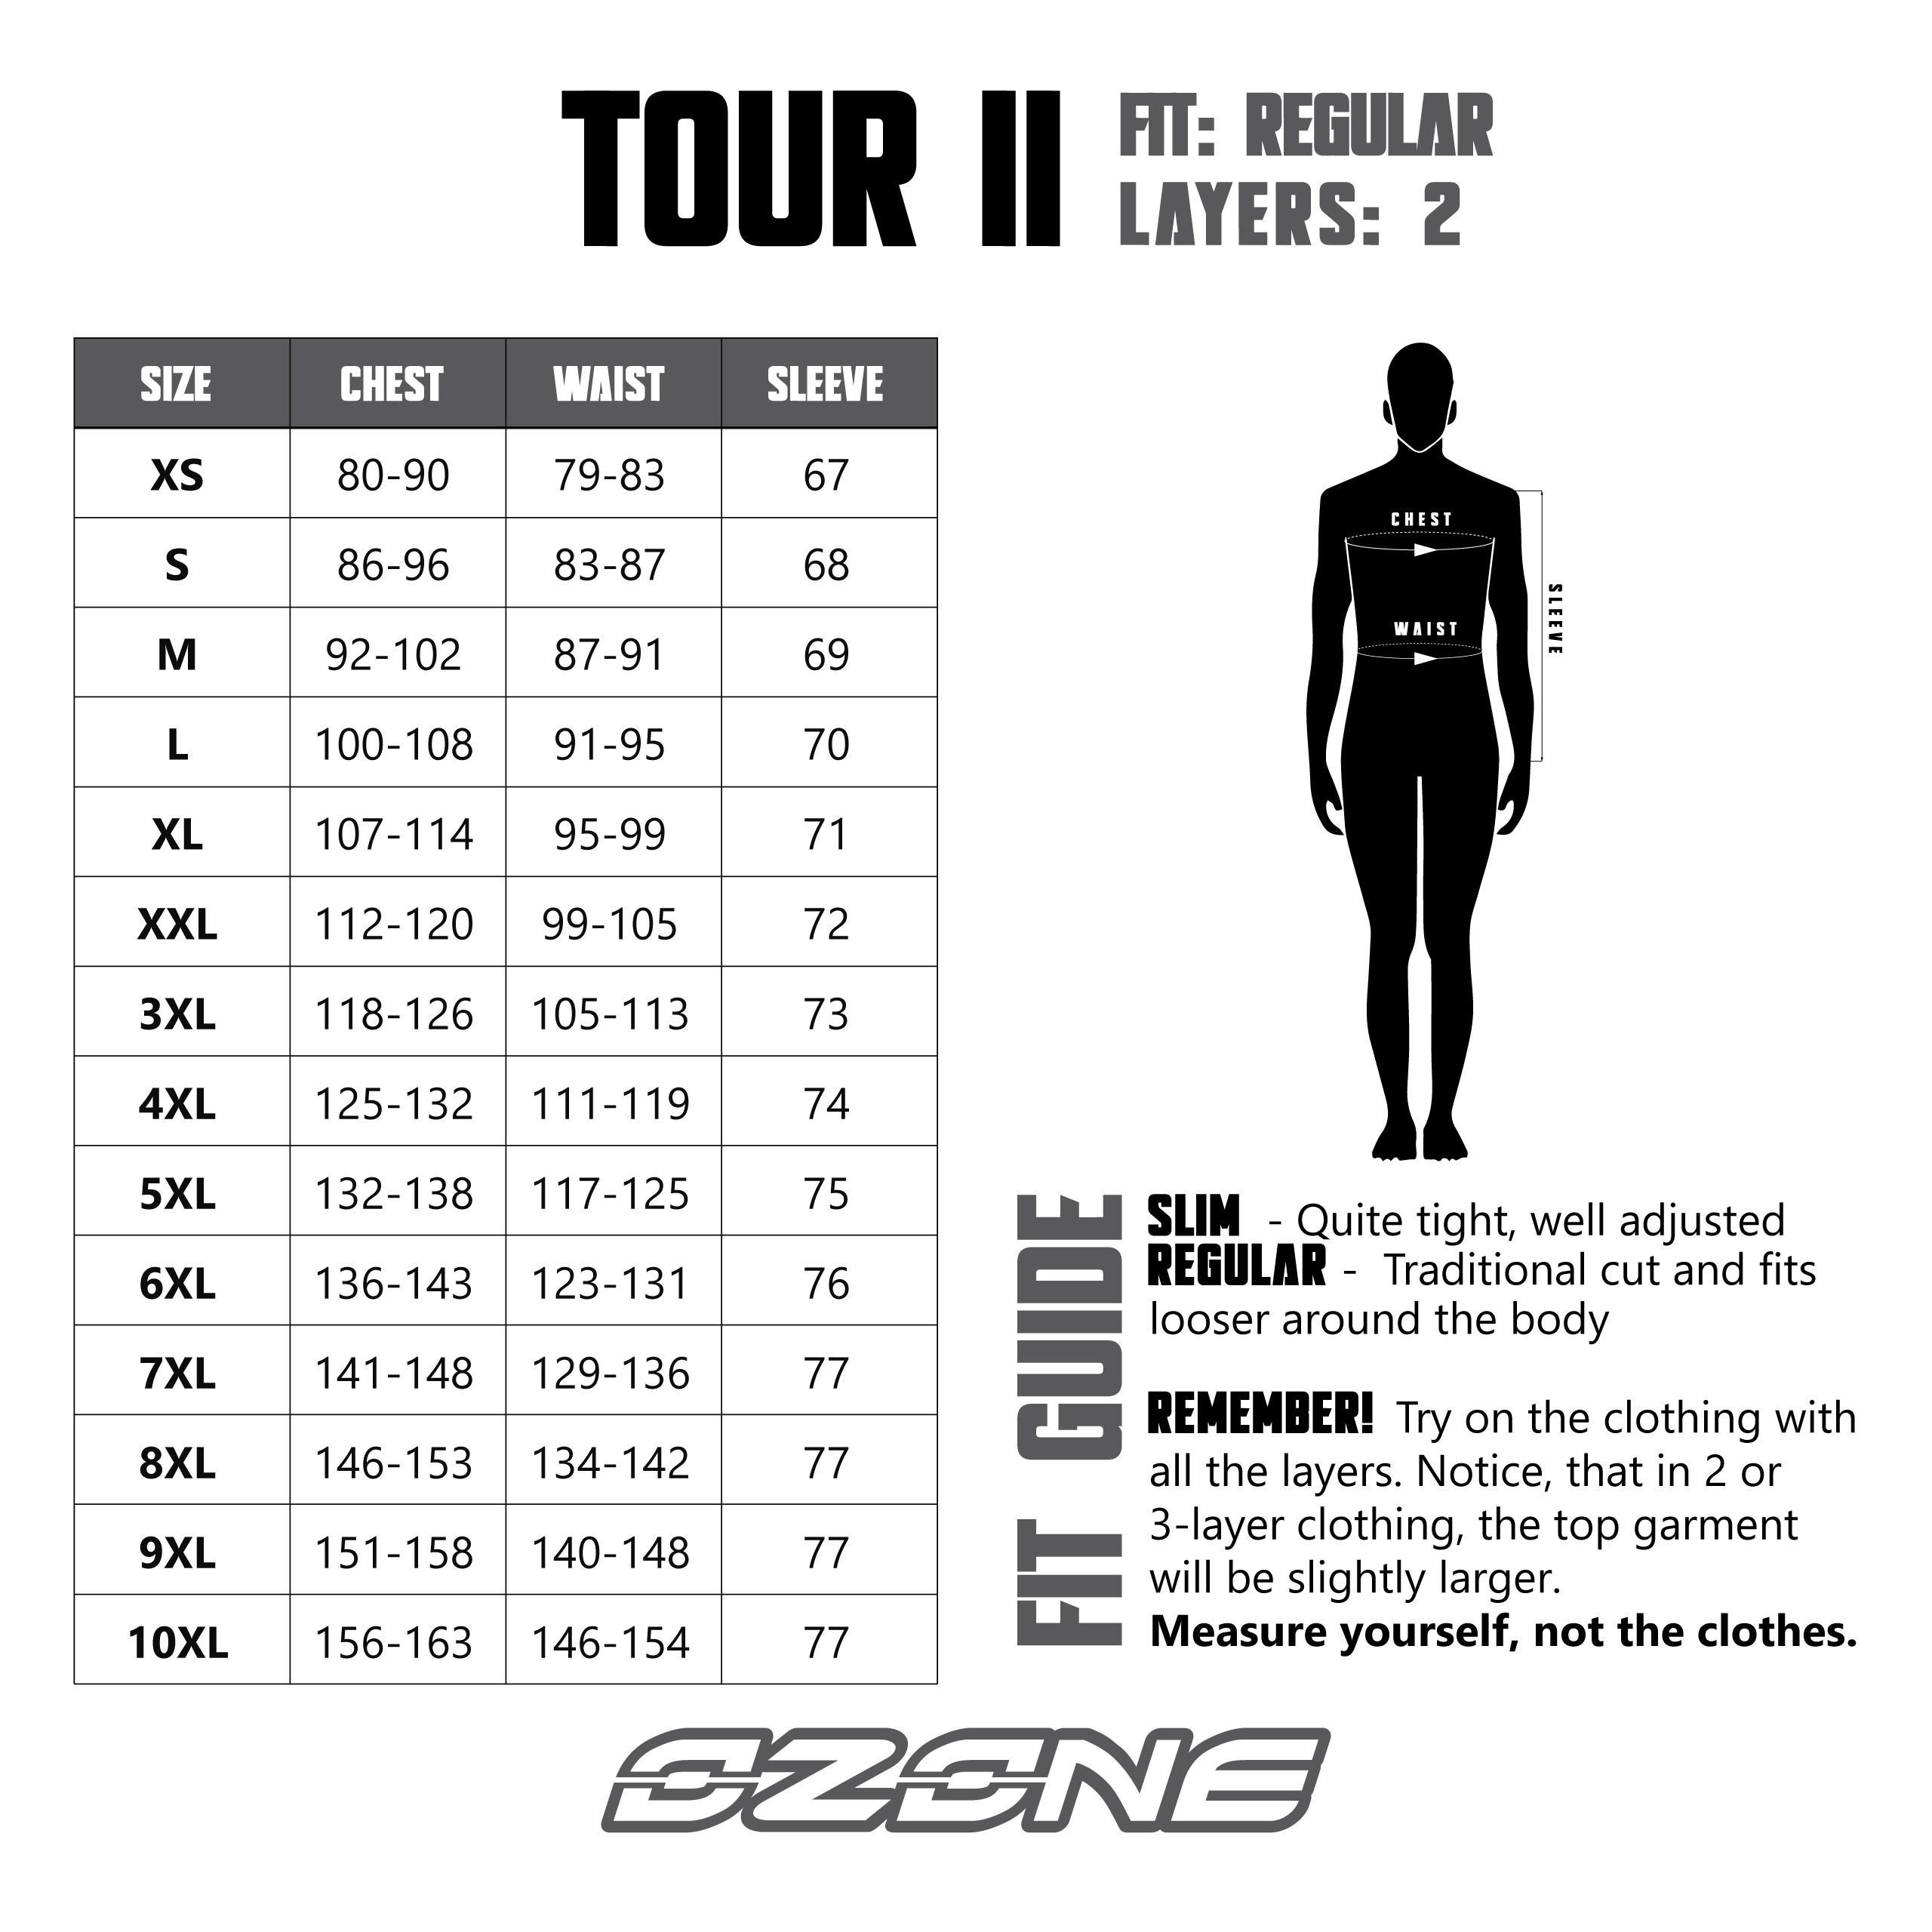 TOUR II
FIT: REGULAR
LAYERS: 2
SIZE CHEST WAIST SLEEVE
XS 80-90 79-83 67
S 86-96 83-87 68
M 92-102 87-91 69
L 100-108 91-95 70
XL 107-114 95-99 71
XXL 112-120 99-105 72
3XL 118-126 105-113 73
4XL 125-132 111-119 74
5XL 132-138 117-125 75
6XL 136-143 123-131 76
7XL 141-148 129-136 77
8XL 146-153 134-142 77
9XL 151-158 140-148 77
10XL 156-163 146-154 77
CHEST
WAIST
SLEEVE
FIT GUIDE
SLIM - Quite tight, well adjusted
REGULAR - Traditional cut and fits
looser around the body
REMEMBER! Try on the clothing with
all the layers. Notice, that in 2 or
3-layer clothing, the top garment
will be slightly larger.
Measure yourself, not the clothes.
OZONE